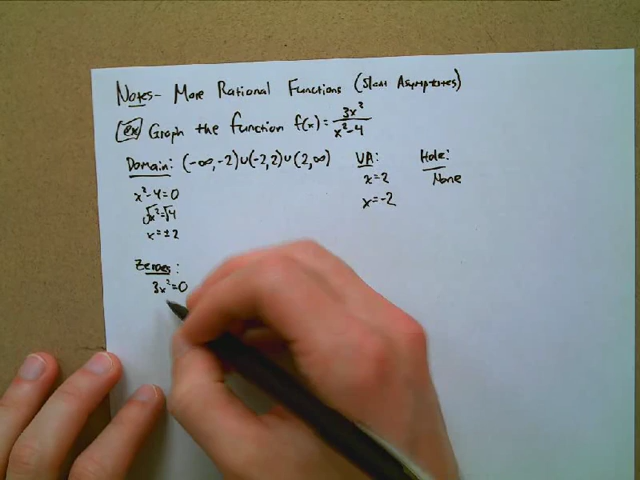 Notes - More Rational Functions (Slant Asymptotes)
ex Graph the function f(x) = 3x²/(x²-4)
Domain: (-∞,-2)∪(-2,2)∪(2,∞) VA: Hole:
x²-4=0 x=2 None
√x²=√4 x=-2
x=±2
Zeroes:
3x²=0